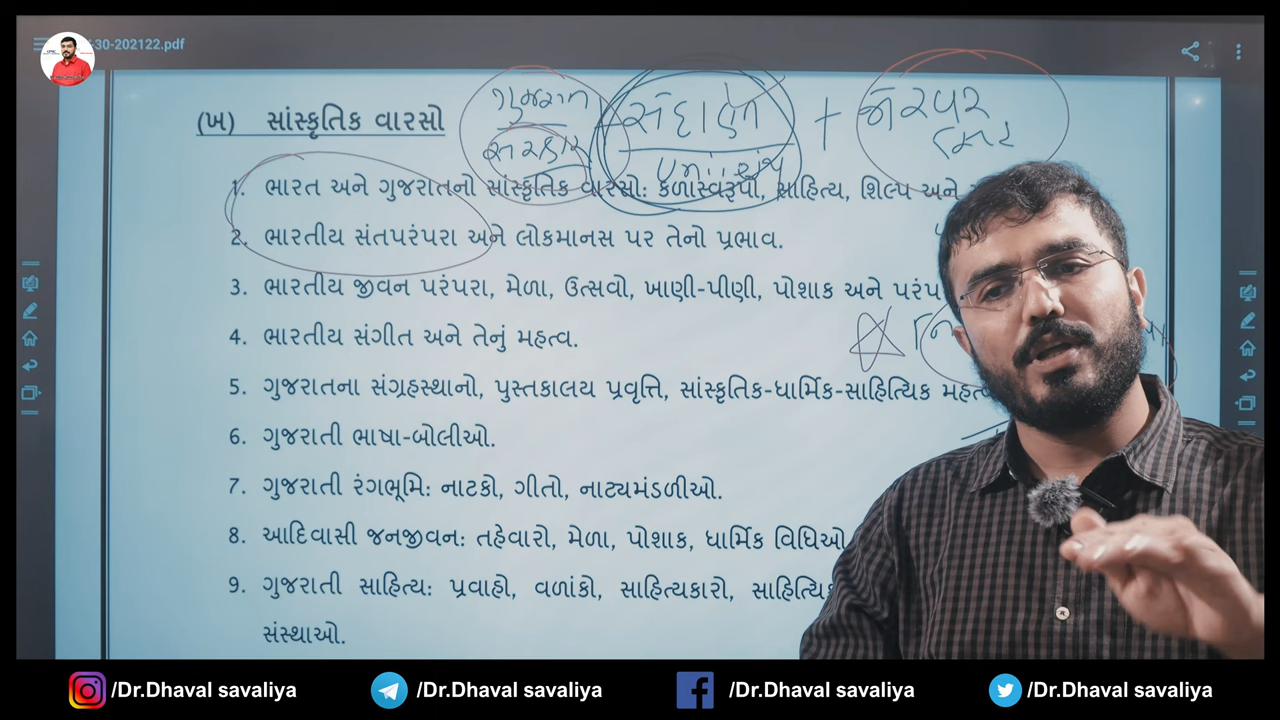 30-202122.pdf
ગુજરાત
સરકાર
+
(ખ) સાંસ્કૃતિક વારસો
1. ભારત અને ગુજરાતનો સાંસ્કૃતિક વારસો: કળાસ્વરૂપો, સાહિત્ય, શિલ્પ અને
2. ભારતીય સંતપરંપરા અને લોકમાનસ પર તેનો પ્રભાવ.
3. ભારતીય જીવન પરંપરા, મેળા, ઉત્સવો, ખાણી-પીણી, પોશાક અને
4. ભારતીય સંગીત અને તેનું મહત્વ.
5. ગુજરાતના સંગ્રહસ્થાનો, પુસ્તકાલય પ્રવૃત્તિ, સાંસ્કૃતિક-ધાર્મિક-સાહિત્યિક
6. ગુજરાતી ભાષા-બોલીઓ.
7. ગુજરાતી રંગભૂમિ: નાટકો, ગીતો, નાટ્યમંડળીઓ.
8. આદિવાસી જનજીવન: તહેવારો, મેળા, પોશાક, ધાર્મિક વિધિઓ
9. ગુજરાતી સાહિત્ય: પ્રવાહો, વળાંકો, સાહિત્યકારો,
સંસ્થાઓ.
/Dr.Dhaval savaliya /Dr.Dhaval savaliya /Dr.Dhaval savaliya /Dr.Dhaval savaliya